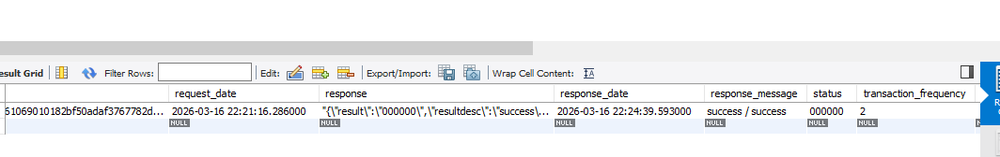 esult Grid Filter Rows: Edit: Export/Import: Wrap Cell Content: IA
request_date response response_date response_message status transaction_frequency
61069010182bf50adaf3767782d... 2026-03-16 22:21:16.286000 "{\"result\":\"000000\",\"resultdesc\":\"success\... 2026-03-16 22:24:39.593000 success / success 000000 2
NULL NULL NULL NULL NULL NULL